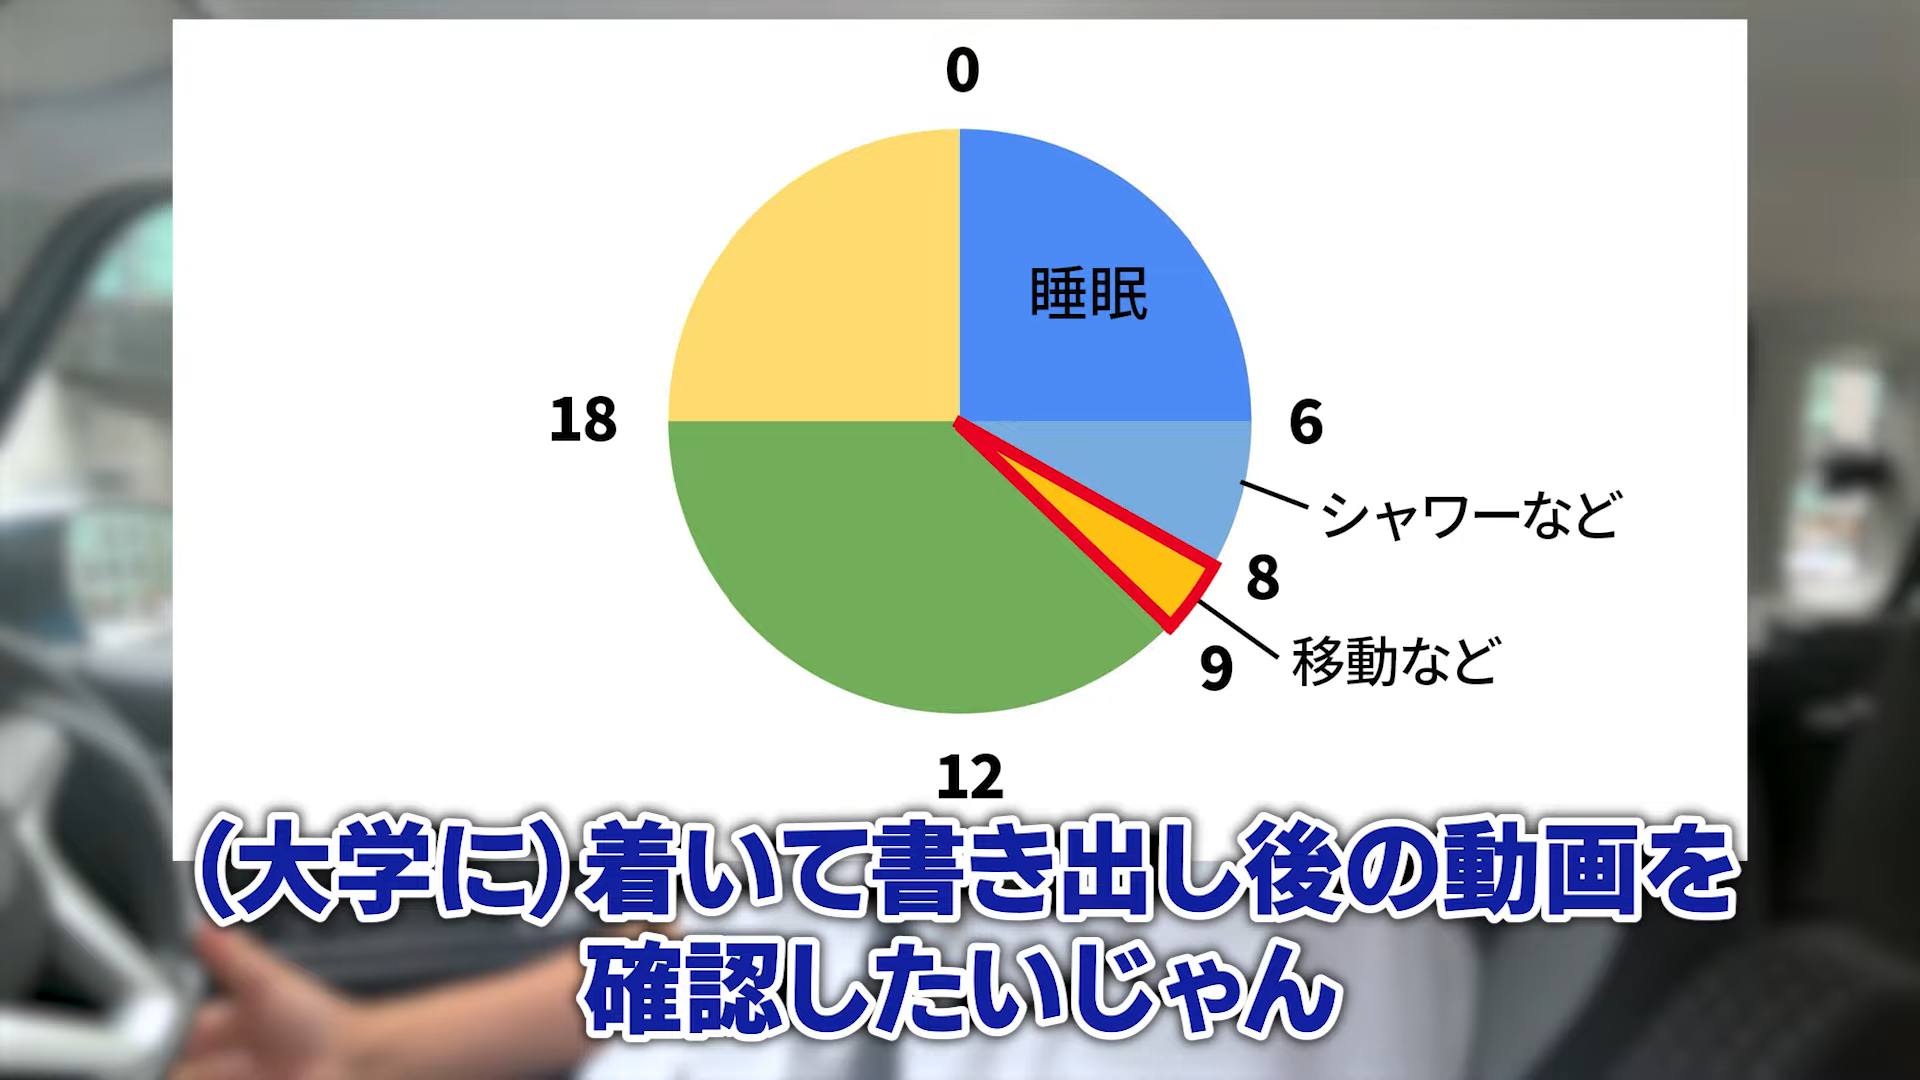 0
睡眠
18
6
シャワーなど
8
移動など
9
12
(大学に)着いて書き出し後の動画を
確認したいじゃん